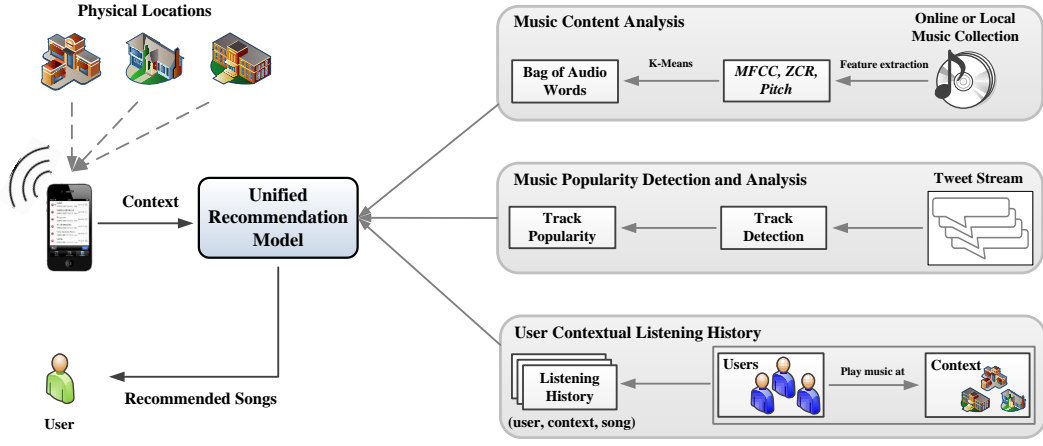 Physical Locations
Context
Unified
Recommendation
Model
User
Recommended Songs
Music Content Analysis
Online or Local
Music Collection
Bag of Audio
Words
K-Means
MFCC, ZCR,
Pitch
Feature extraction
Music Popularity Detection and Analysis
Tweet Stream
Track
Popularity
Track
Detection
User Contextual Listening History
Listening
History
(user, context, song)
Users
Play music at
Context